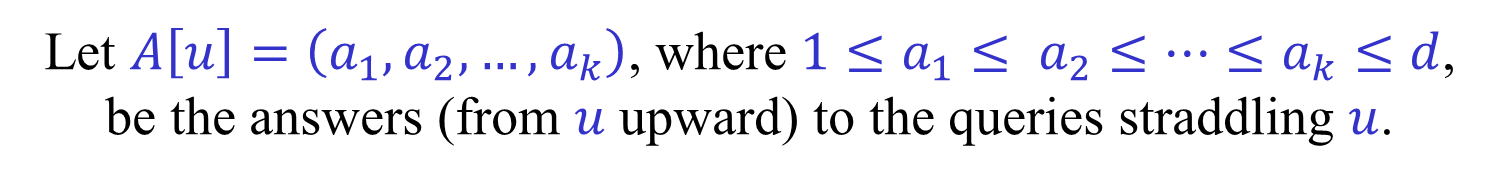 Let A[u] = (a₁, a₂, …, aₖ), where 1 ≤ a₁ ≤ a₂ ≤ ⋯ ≤ aₖ ≤ d,
be the answers (from u upward) to the queries straddling u.